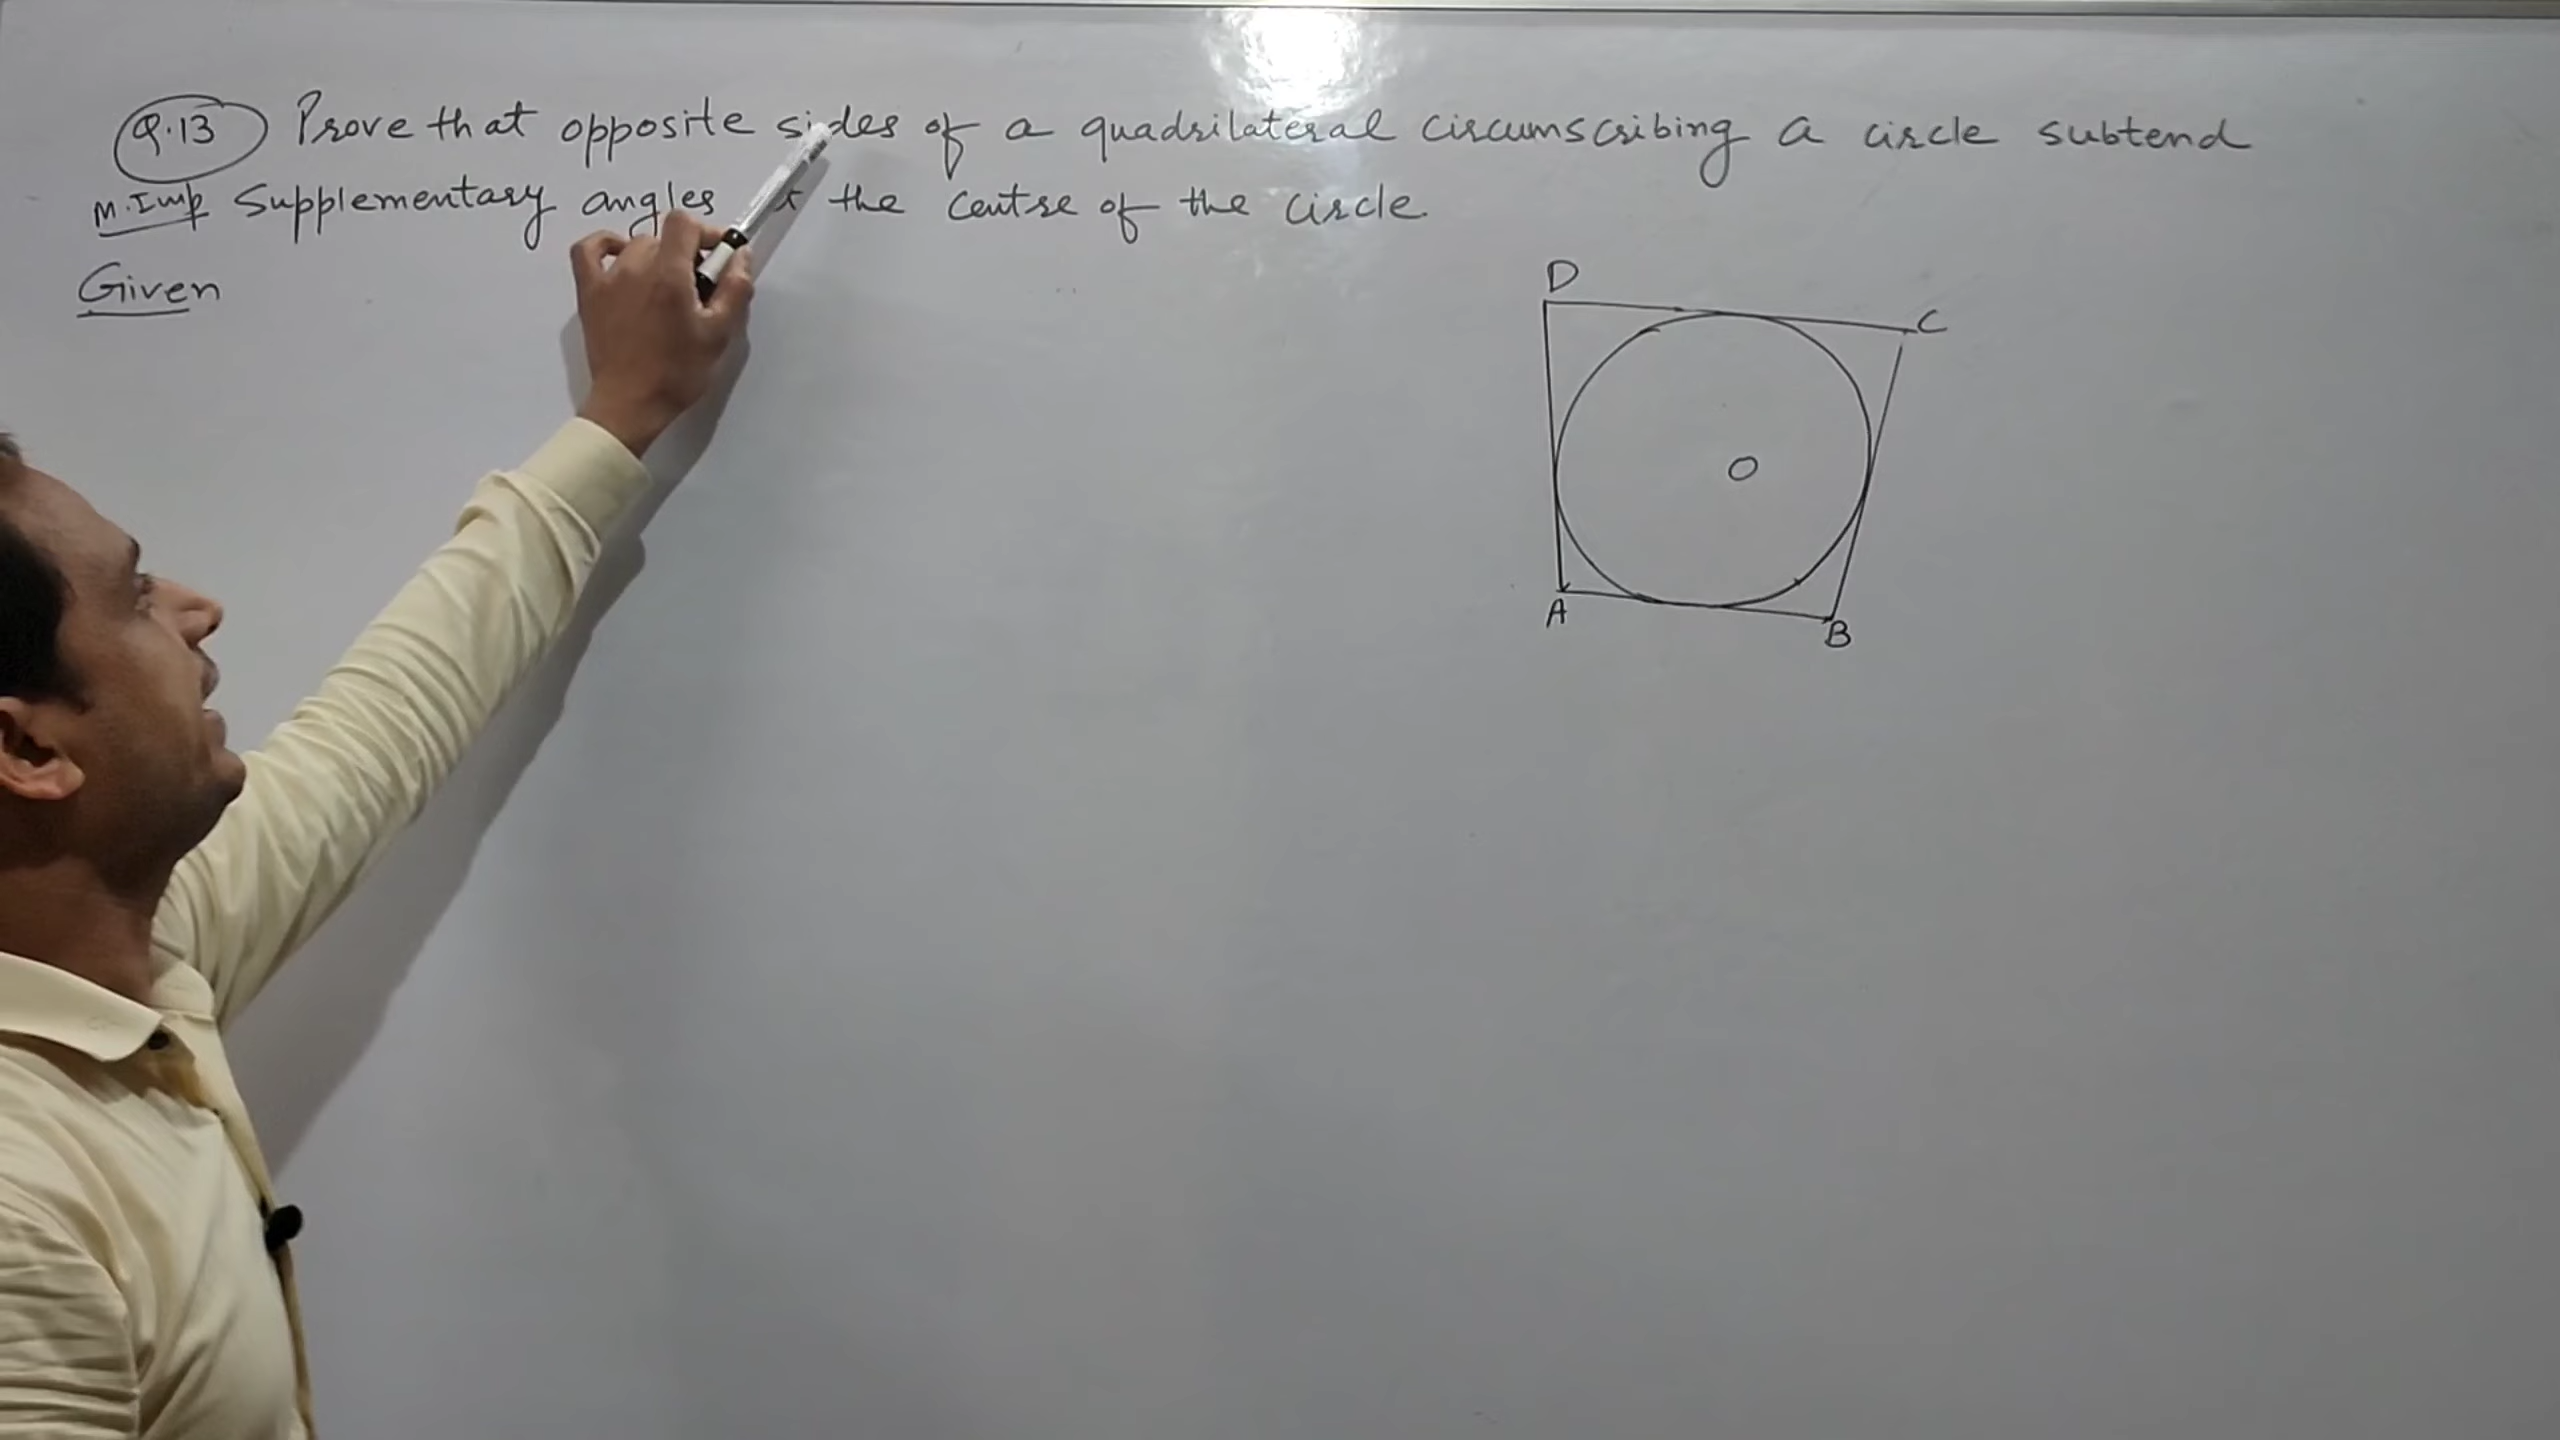 Q.13 Prove that opposite sides of a quadrilateral circumscribing a circle subtend
M.Imp Supplementary angles the centre of the circle.
Given
D
C
O
A
B